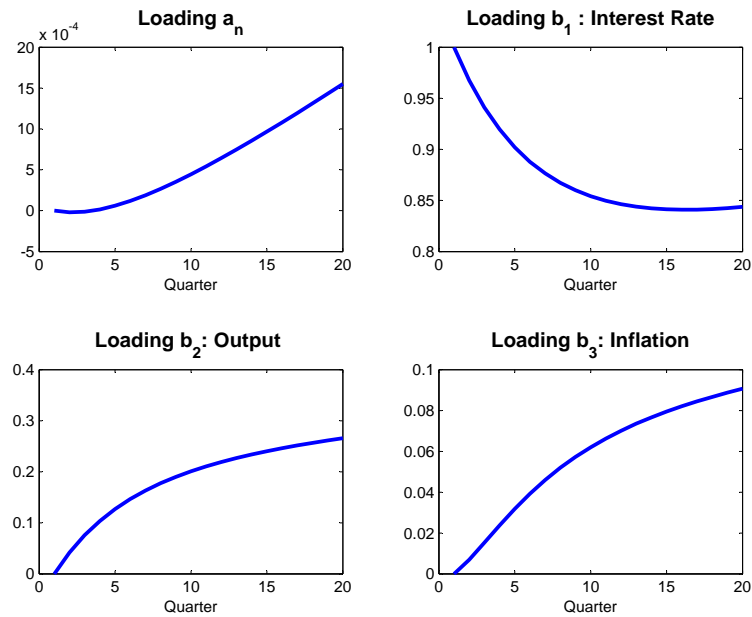 Loading a_n
x 10^-4
20
15
10
5
0
-5
0 5 10 15 20
Quarter
Loading b_1 : Interest Rate
1
0.95
0.9
0.85
0.8
0 5 10 15 20
Quarter
Loading b_2: Output
0.4
0.3
0.2
0.1
0
0 5 10 15 20
Quarter
Loading b_3: Inflation
0.1
0.08
0.06
0.04
0.02
0
0 5 10 15 20
Quarter